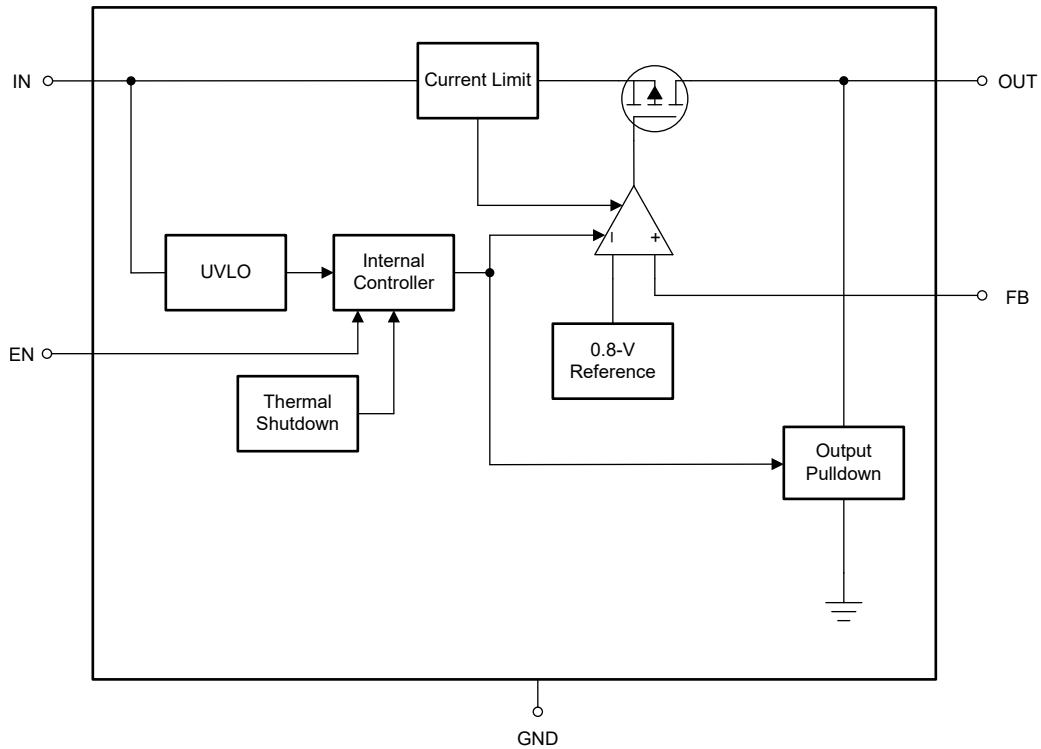 Current Limit
IN
OUT
UVLO
Internal
Controller
FB
EN
0.8-V
Reference
Thermal
Shutdown
Output
Pulldown
GND